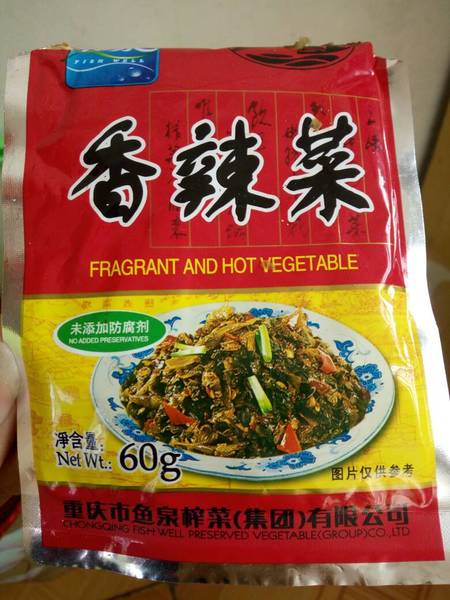 FISH WELL
香辣菜
FRAGRANT AND HOT VEGETABLE
未添加防腐剂
NO ADDED PRESERVATIVES
淨含量:
Net Wt.: 60g
图片仅供参考
重庆市鱼泉榨菜(集团)有限公司
CHONGQING FISH WELL PRESERVED VEGETABLE(GROUP)CO.,LTD